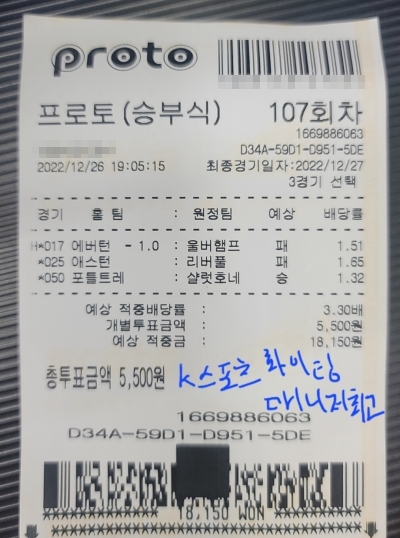 proto
프로토(승부식) 107회차
1669886063
D34A-59D1-D951-5DE
2022/12/26 19:05:15 최종경기일자:2022/12/27
3경기 선택
경기 홈팀 : 원정팀 예상 배당률
H*017 에버턴 - 1.0 : 울버햄프 패 1.51
*025 애스턴 : 리버풀 패 1.65
*050 포틀트레 : 샬럿호네 승 1.32
예상 적중배당률 : 3.30배
개별투표금액 : 5,500원
예상 적중금 : 18,150원
총투표금액 5,500원
K스포츠 화이팅
다니저최고
1669886063
D34A-59D1-D951-5DE
18,150 WON